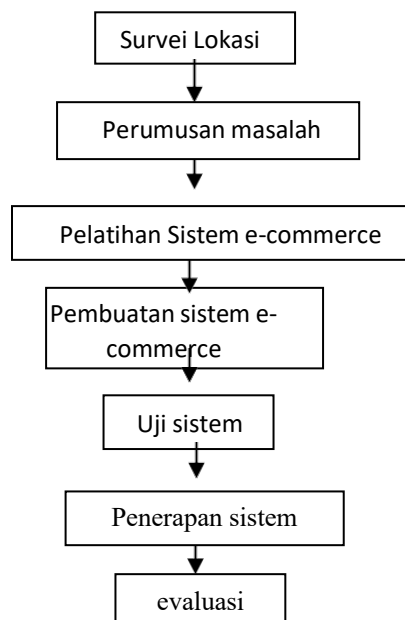 Survei Lokasi
Perumusan masalah
Pelatihan Sistem e-commerce
Pembuatan sistem e-
commerce
Uji sistem
Penerapan sistem
evaluasi